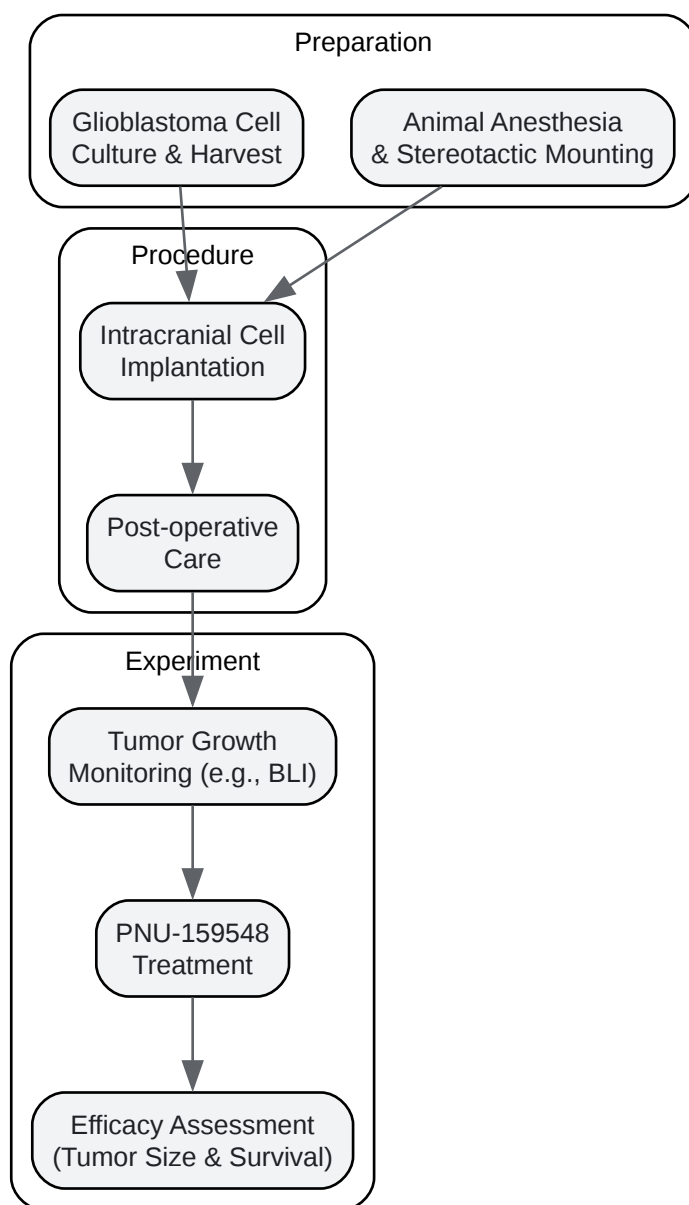 Preparation
Glioblastoma Cell
Culture & Harvest
Animal Anesthesia
& Stereotactic Mounting
Procedure
Intracranial Cell
Implantation
Post-operative
Care
Experiment
Tumor Growth
Monitoring (e.g., BLI)
PNU-159548
Treatment
Efficacy Assessment
(Tumor Size & Survival)